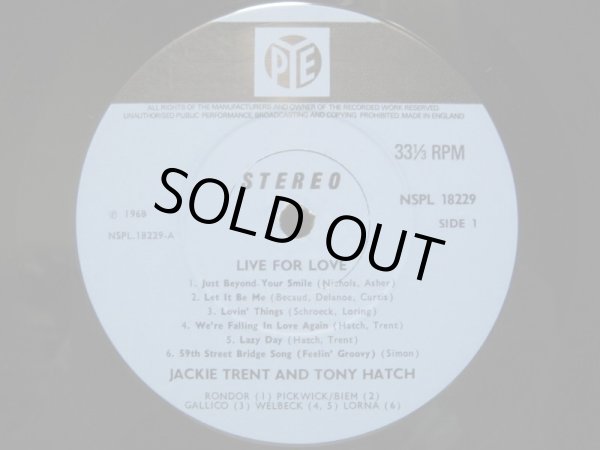 PYE
ALL RIGHTS OF THE MANUFACTURERS AND OWNER OF THE RECORDED WORK RESERVED
UNAUTHORISED PUBLIC PERFORMANCE, BROADCASTING AND COPYING PROHIBITED MADE IN ENGLAND
33⅓ RPM
STEREO
NSPL 18229
SIDE 1
℗ 1968
NSPL.18229-A
SOLD OUT
LIVE FOR LOVE
1. Just Beyond Your Smile (Nichols, Asher)
2. Let It Be Me (Becaud, Delanoe, Curtis)
3. Lovin' Things (Schroeck, Loring)
4. We're Falling In Love Again (Hatch, Trent)
5. Lazy Day (Hatch, Trent)
6. 59th Street Bridge Song (Feelin' Groovy) (Simon)
JACKIE TRENT AND TONY HATCH
RONDOR (1) PICKWICK/BIEM (2)
GALLICO (3) WELBECK (4, 5) LORNA (6)